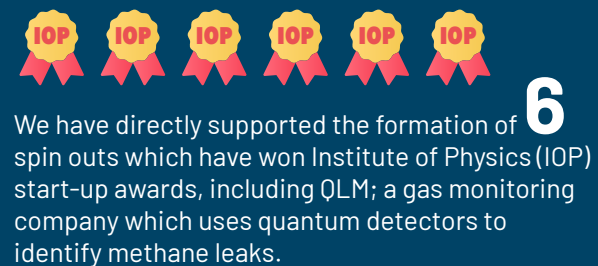 IOP IOP IOP IOP IOP IOP
We have directly supported the formation of 6
spin outs which have won Institute of Physics (IOP)
start-up awards, including QLM; a gas monitoring
company which uses quantum detectors to
identify methane leaks.